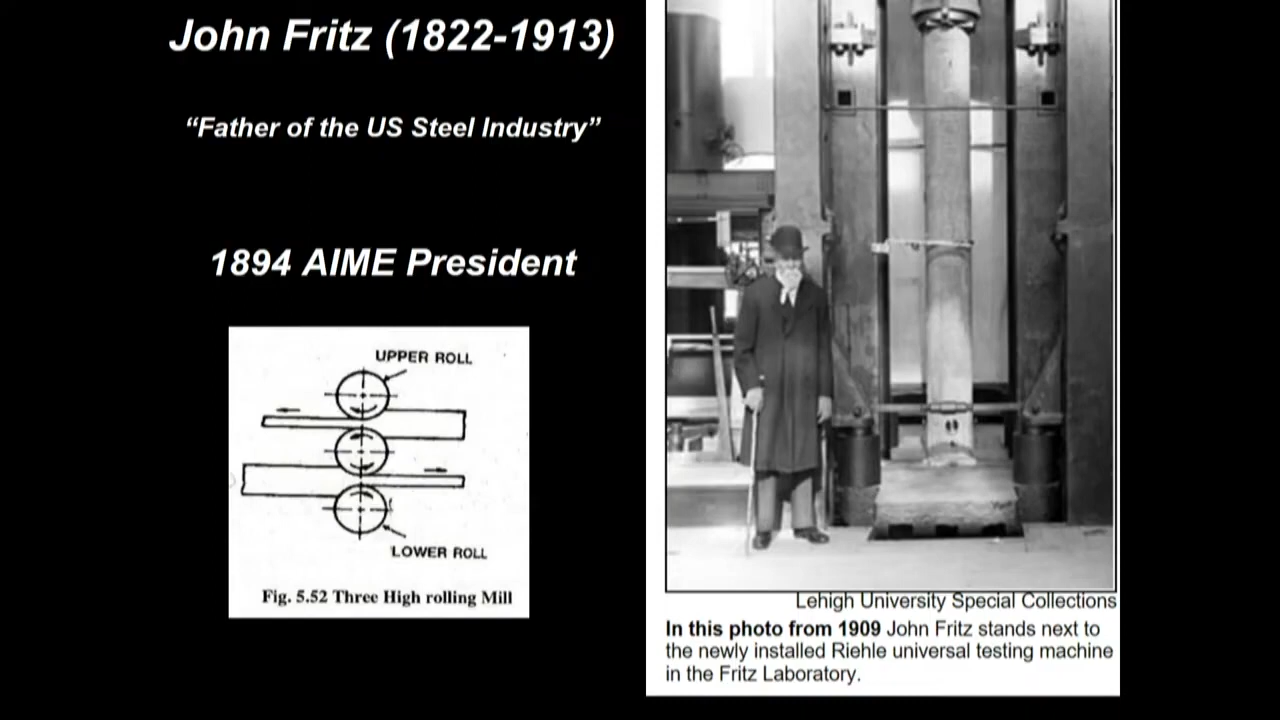 John Fritz (1822-1913)
“Father of the US Steel Industry”
1894 AIME President
UPPER ROLL
LOWER ROLL
Fig. 5.52 Three High rolling Mill
Lehigh University Special Collections
In this photo from 1909 John Fritz stands next to
the newly installed Riehle universal testing machine
in the Fritz Laboratory.